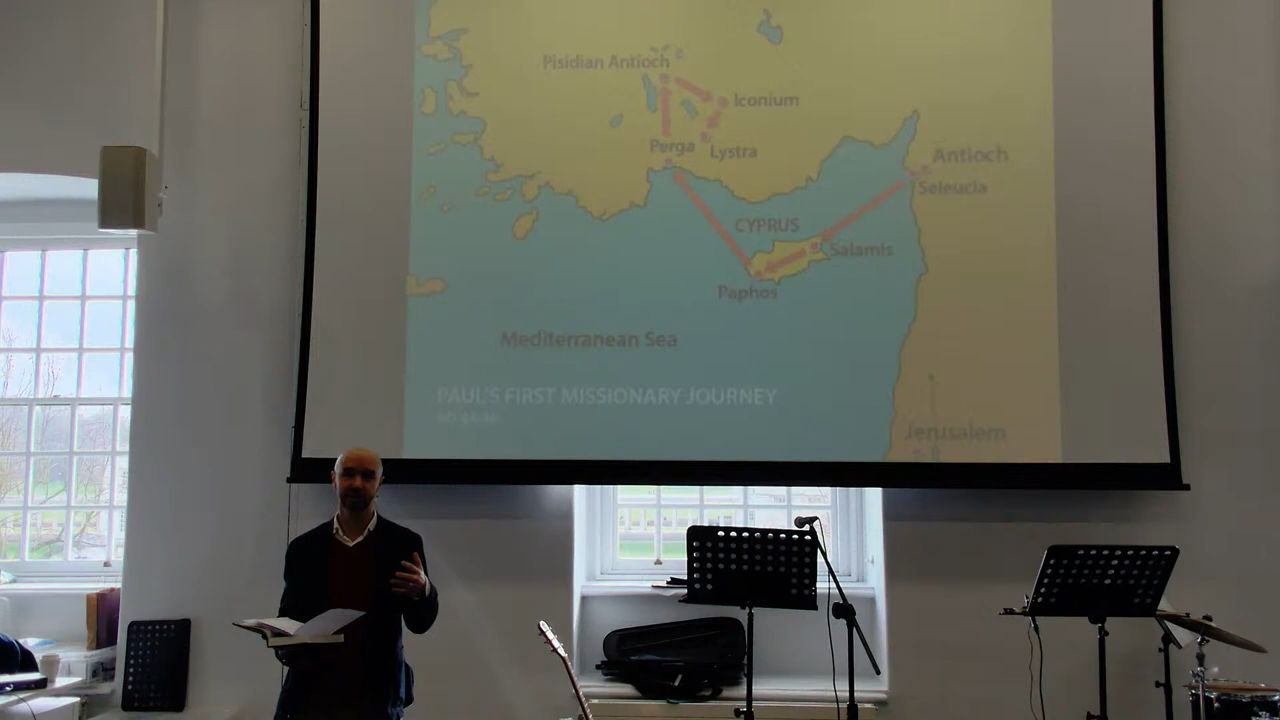 Pisidian Antioch
Iconium
Perga
Lystra
Antioch
Seleucia
CYPRUS
Salamis
Paphos
Mediterranean Sea
PAUL'S FIRST MISSIONARY JOURNEY
Jerusalem